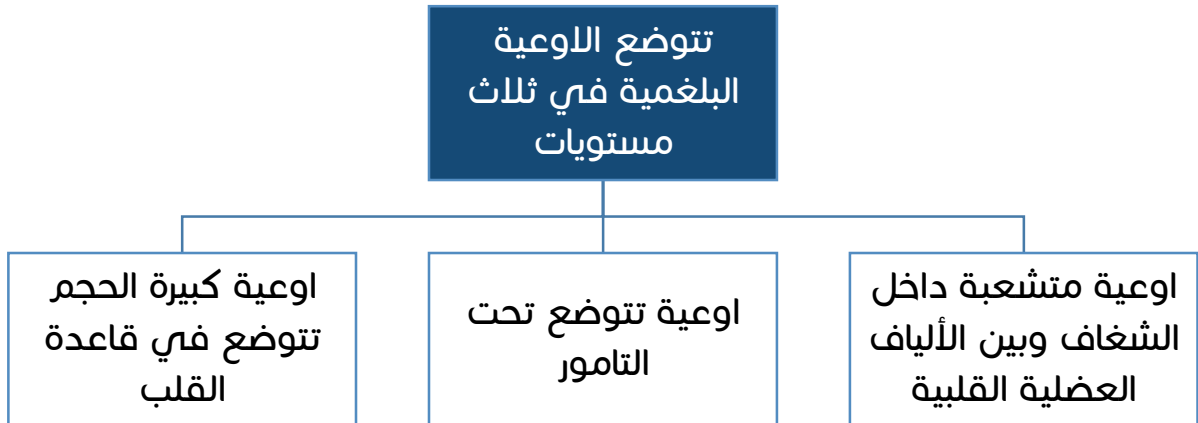 تتوضع الاوعية
البلغمية في ثلاث
مستويات
اوعية متشعبة داخل
الشغاف وبين الألياف
العضلية القلبية
اوعية تتوضع تحت
التامور
اوعية كبيرة الحجم
تتوضع في قاعدة
القلب